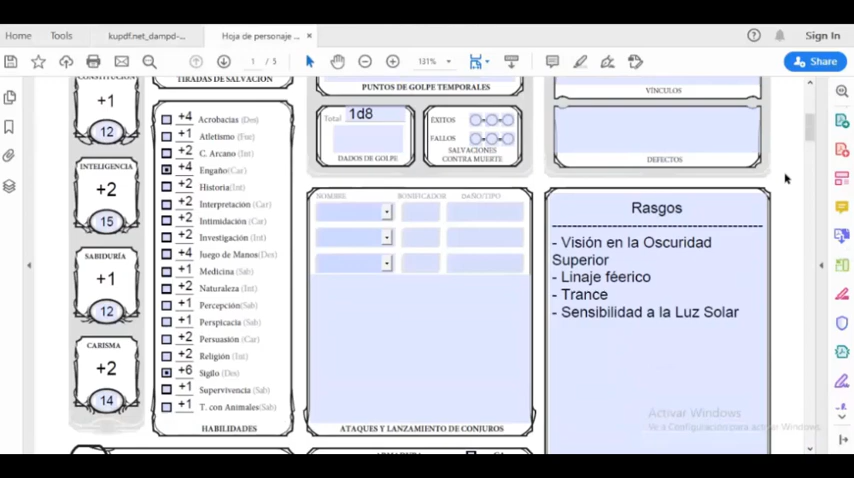 Home
Tools
kupdf.net_dampd-...
Hoja de personaje ...
Sign In
1 / 5
131%
Share
CONSTITUCIÓN
+1
12
INTELIGENCIA
+2
15
SABIDURÍA
+1
12
CARISMA
+2
14
TIRADAS DE SALVACIÓN
+4 Acrobacias (Des)
+1 Atletismo (Fue)
+2 C. Arcano (Int)
+4 Engaño(Car)
+2 Historia(Int)
+2 Interpretación (Car)
+2 Intimidación (Car)
+2 Investigación (Int)
+4 Juego de Manos(Des)
+1 Medicina (Sab)
+2 Naturaleza (Int)
+1 Percepción(Sab)
+1 Perspicacia (Sab)
+2 Persuasión (Car)
+2 Religión (Int)
+6 Sigilo (Des)
+1 Supervivencia (Sab)
+1 T. con Animales(Sab)
HABILIDADES
PUNTOS DE GOLPE TEMPORALES
Total 1d8
DADOS DE GOLPE
ÉXITOS
FALLOS
SALVACIONES
CONTRA MUERTE
NOMBRE BONIFICADOR DAÑO/TIPO
ATAQUES Y LANZAMIENTO DE CONJUROS
VÍNCULOS
DEFECTOS
Rasgos
------------------------------------
- Visión en la Oscuridad
Superior
- Linaje féerico
- Trance
- Sensibilidad a la Luz Solar
Activar Windows
Ve a Configuración para activar Windows.